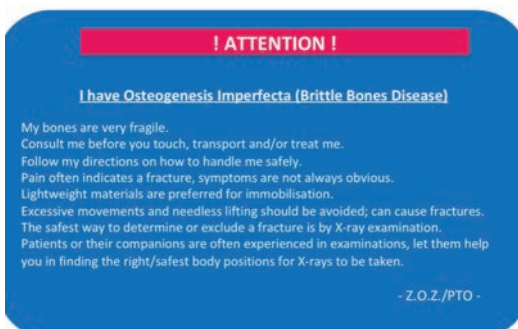 ! ATTENTION !
I have Osteogenesis Imperfecta (Brittle Bones Disease)
My bones are very fragile.
Consult me before you touch, transport and/or treat me.
Follow my directions on how to handle me safely.
Pain often indicates a fracture, symptoms are not always obvious.
Lightweight materials are preferred for immobilisation.
Excessive movements and needless lifting should be avoided; can cause fractures.
The safest way to determine or exclude a fracture is by X-ray examination.
Patients or their companions are often experienced in examinations, let them help
you in finding the right/safest body positions for X-rays to be taken.
- Z.O.Z./PTO -